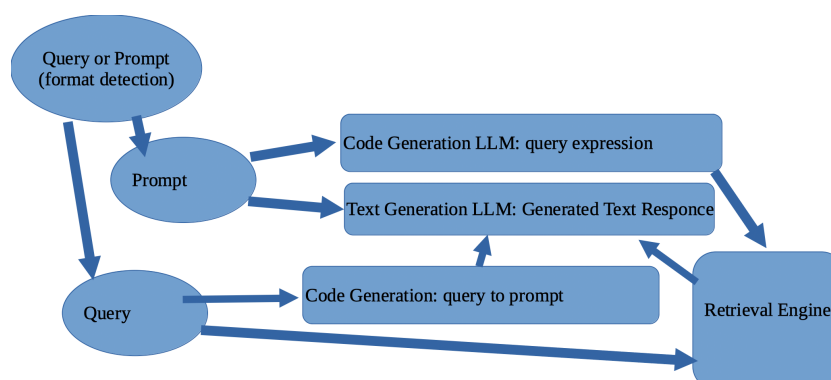 Query or Prompt
(format detection)
Code Generation LLM: query expression
Prompt
Text Generation LLM: Generated Text Responce
Code Generation: query to prompt
Query
Retrieval Engine